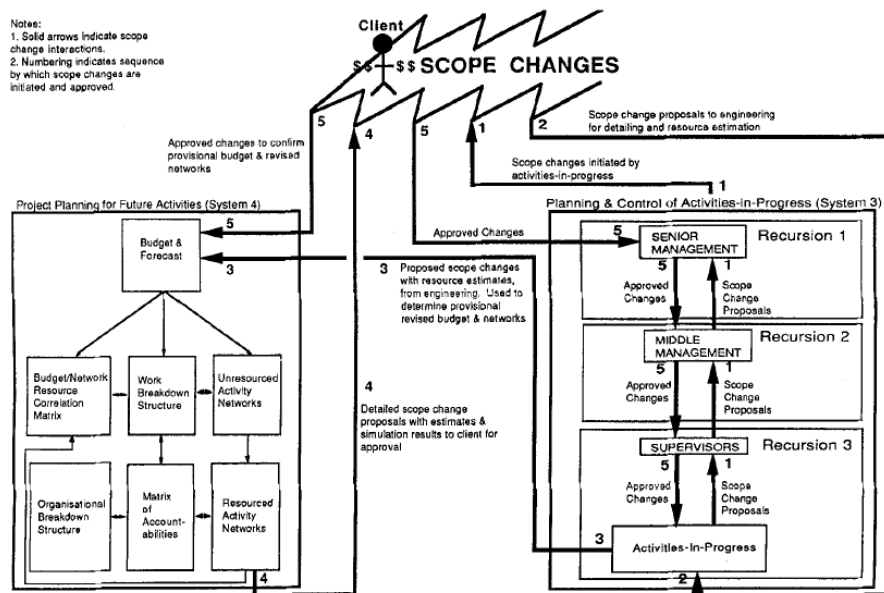 Notes:
1. Solid arrows indicate scope
change interactions.
2. Numbering indicates sequence
by which scope changes are
initiated and approved.
Client
$$ $$ SCOPE CHANGES
5
4
5
1
2
Approved changes to confirm
provisional budget & revised
networks
Scope change proposals to engineering
for detailing and resource estimation
Scope changes initiated by
activities-in-progress
1
Project Planning for Future Activities (System 4)
5
Budget &
Forecast
3
Budget/Network
Resource
Correlation
Matrix
Work
Breakdown
Structure
Unresourced
Activity
Networks
Organisational
Breakdown
Structure
Matrix
of
Account-
abilities
Resourced
Activity
Networks
4
Approved Changes
3 Proposed scope changes
with resource estimates,
from engineering. Used to
determine provisional
revised budget & networks
4
Detailed scope change
proposals with estimates &
simulation results to client for
approval
Planning & Control of Activities-In-Progress (System 3)
5
SENIOR
MANAGEMENT
Recursion 1
5
1
Approved
Changes
Scope
Change
Proposals
MIDDLE
MANAGEMENT
Recursion 2
5
1
Approved
Changes
Scope
Change
Proposals
SUPERVISORS
Recursion 3
5
1
Approved
Changes
Scope
Change
Proposals
3
Activities-In-Progress
2